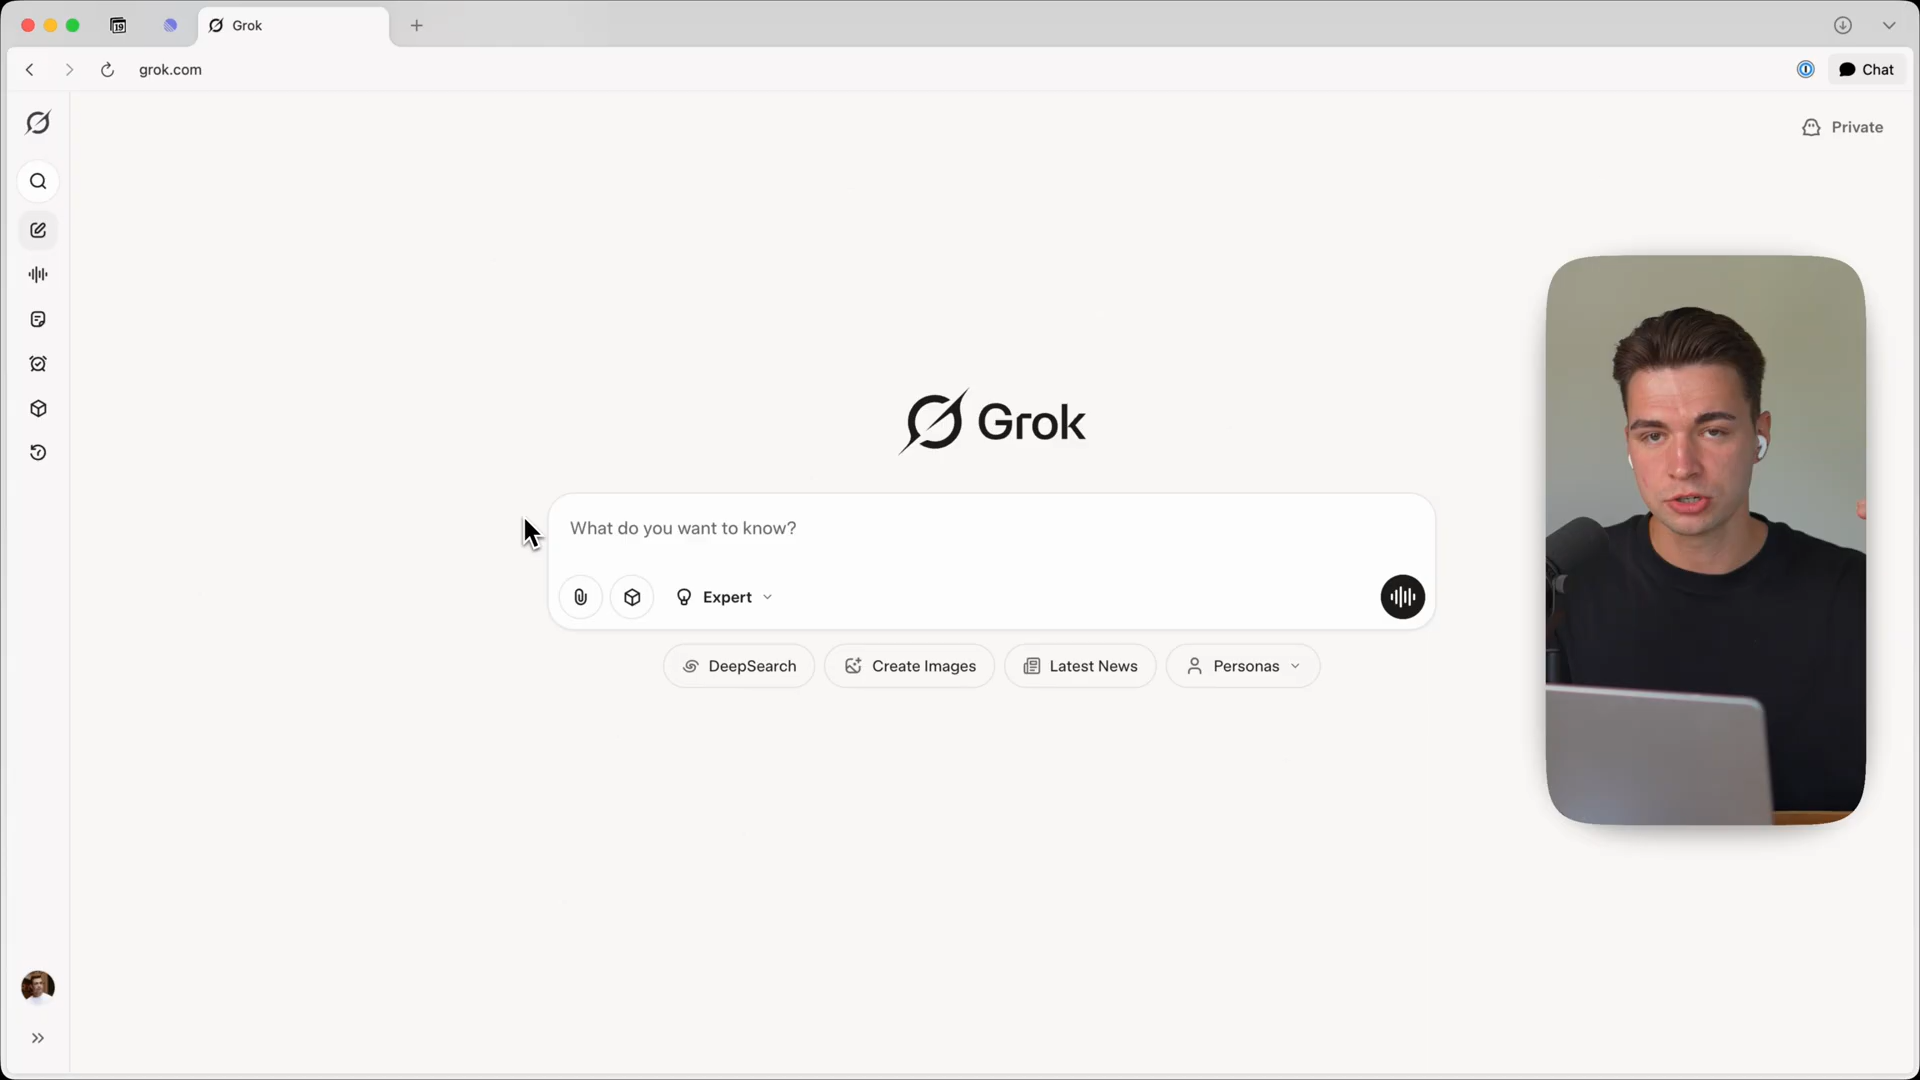 19
Grok
grok.com
Chat
Private
Grok
What do you want to know?
Expert
DeepSearch
Create Images
Latest News
Personas